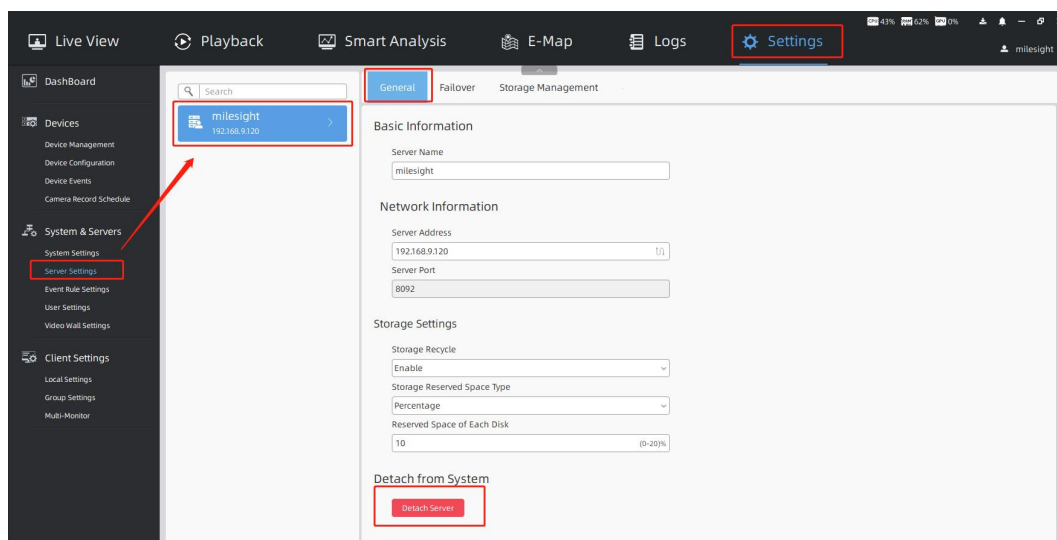 CPU 43% RAM 62% GPU 0%
Live View
Playback
Smart Analysis
E-Map
Logs
Settings
milesight
DashBoard
Devices
Device Management
Device Configuration
Device Events
Camera Record Schedule
System & Servers
System Settings
Server Settings
Event Rule Settings
User Settings
Video Wall Settings
Client Settings
Local Settings
Group Settings
Multi-Monitor
Search
milesight
192.168.9.120
General Failover Storage Management
Basic Information
Server Name
milesight
Network Information
Server Address
192.168.9.120
Server Port
8092
Storage Settings
Storage Recycle
Enable
Storage Reserved Space Type
Percentage
Reserved Space of Each Disk
10 (0-20)%
Detach from System
Detach Server